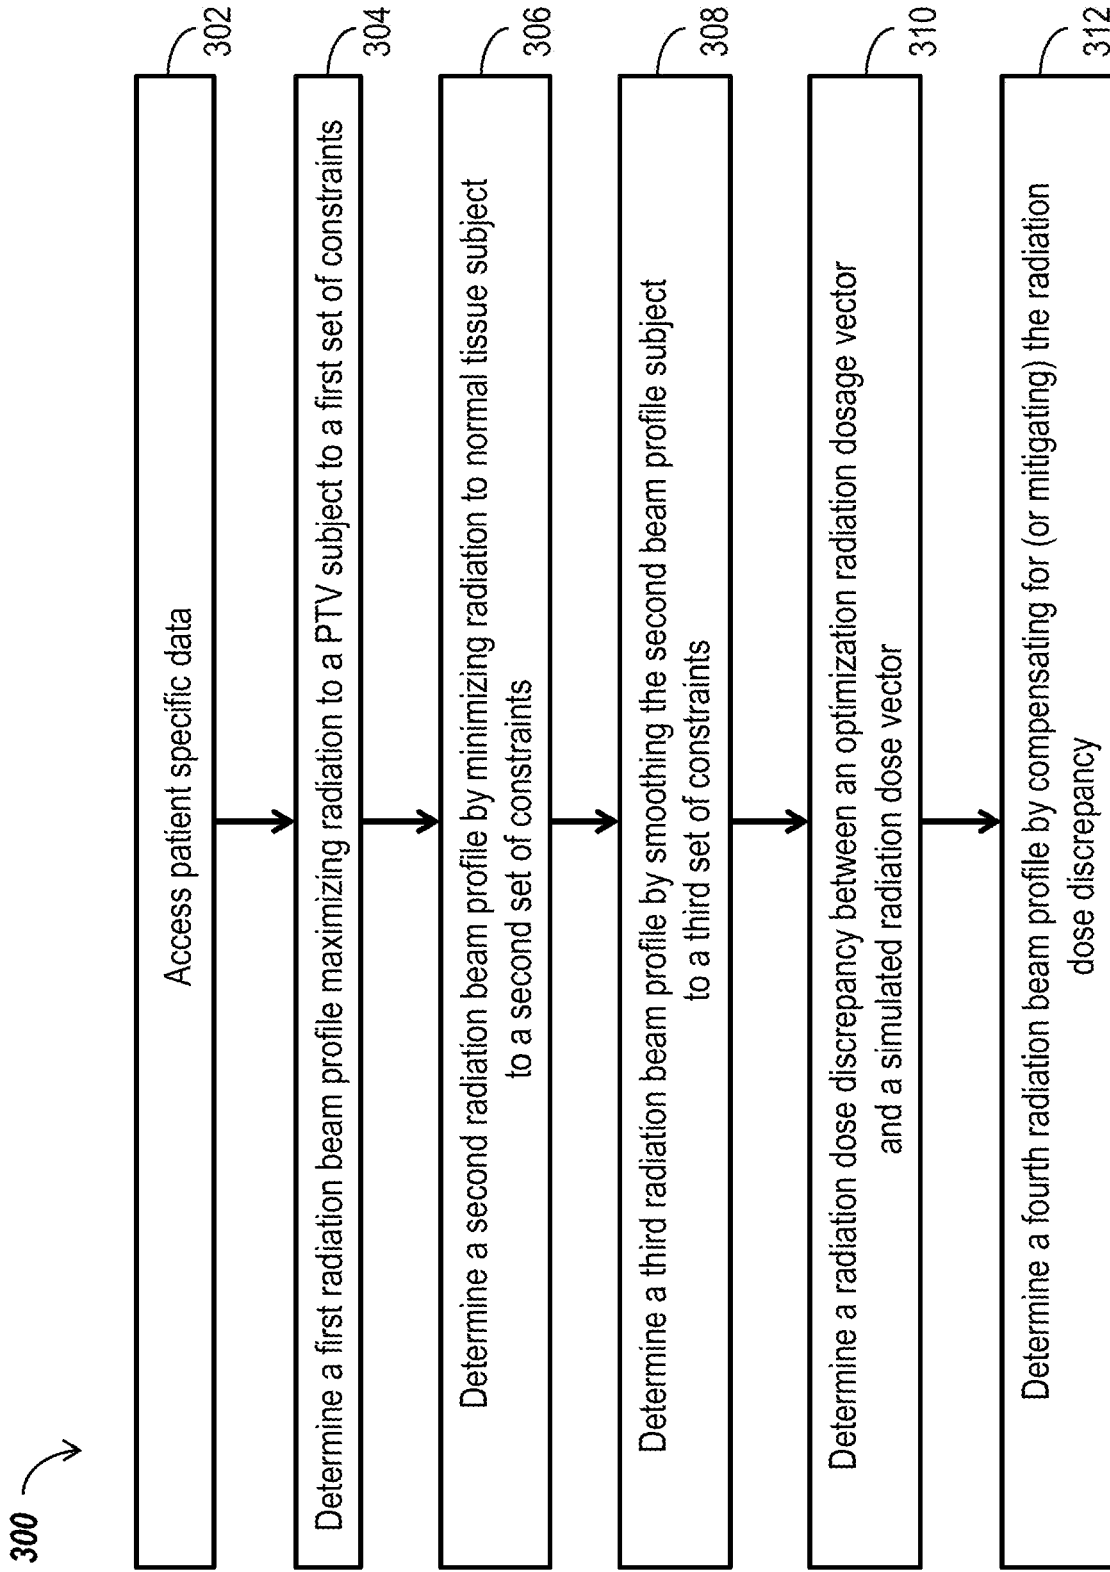 300
302
Access patient specific data
304
Determine a first radiation beam profile maximizing radiation to a PTV subject to a first set of constraints
306
Determine a second radiation beam profile by minimizing radiation to normal tissue subject
to a second set of constraints
308
Determine a third radiation beam profile by smoothing the second beam profile subject
to a third set of constraints
310
Determine a radiation dose discrepancy between an optimization radiation dosage vector
and a simulated radiation dose vector
312
Determine a fourth radiation beam profile by compensating for (or mitigating) the radiation
dose discrepancy